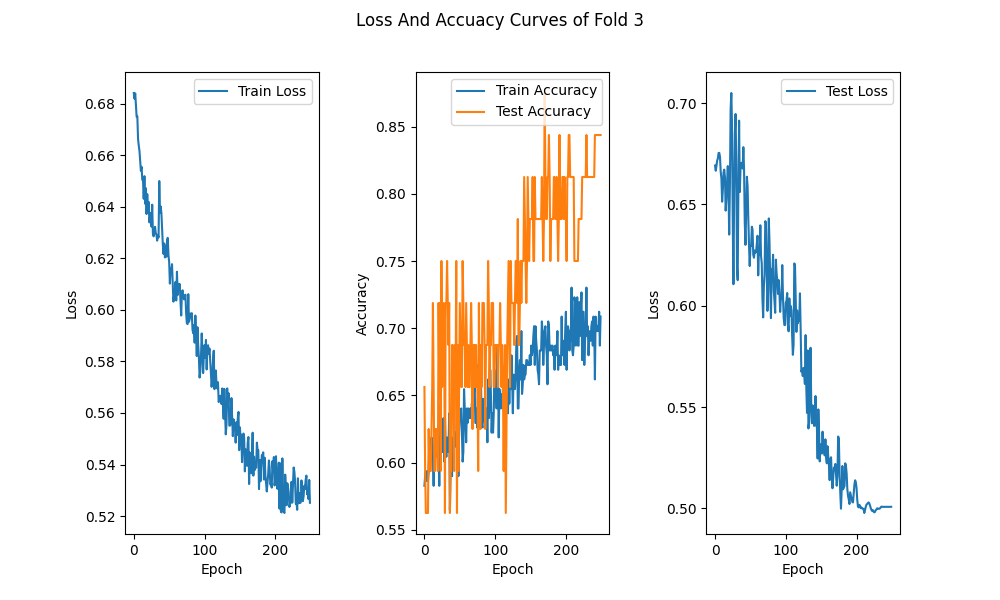 Loss And Accuacy Curves of Fold 3
Train Loss
0.68
0.66
0.64
0.62
0.60
0.58
0.56
0.54
0.52
Loss
0
100
200
Epoch
Train Accuracy
Test Accuracy
0.85
0.80
0.75
0.70
0.65
0.60
0.55
Accuracy
0
100
200
Epoch
Test Loss
0.70
0.65
0.60
0.55
0.50
Loss
0
100
200
Epoch